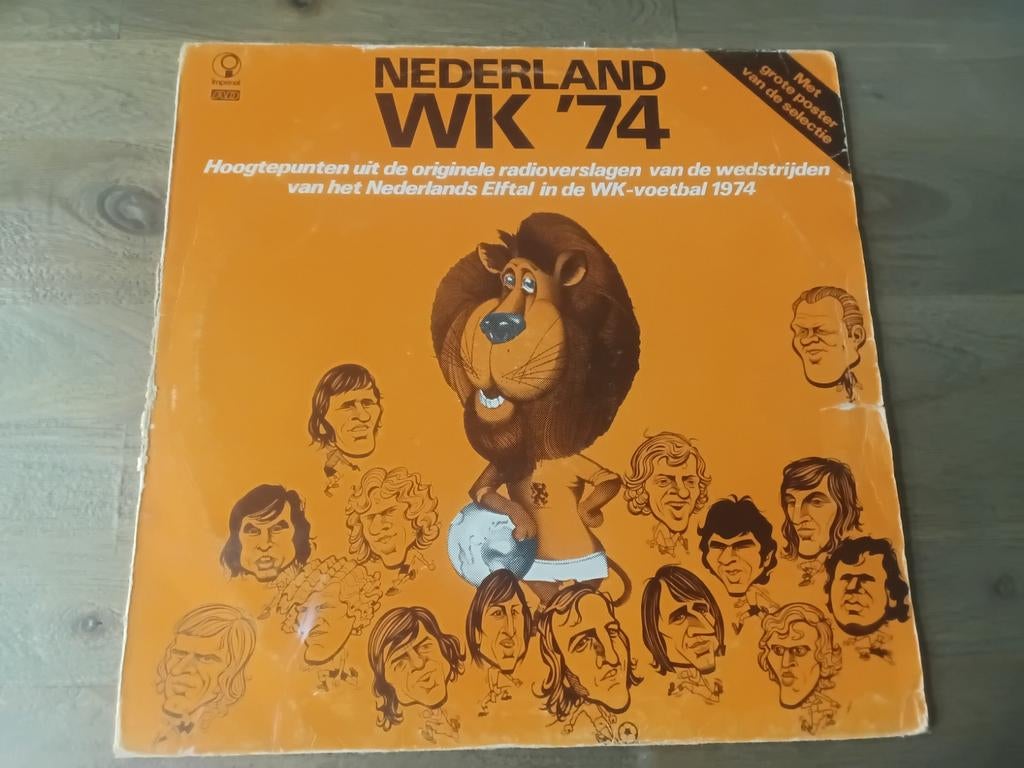 imperial
NEDERLAND
WK '74
Met
grote poster
van de selectie
Hoogtepunten uit de originele radioverslagen van de wedstrijden
van het Nederlands Elftal in de WK-voetbal 1974